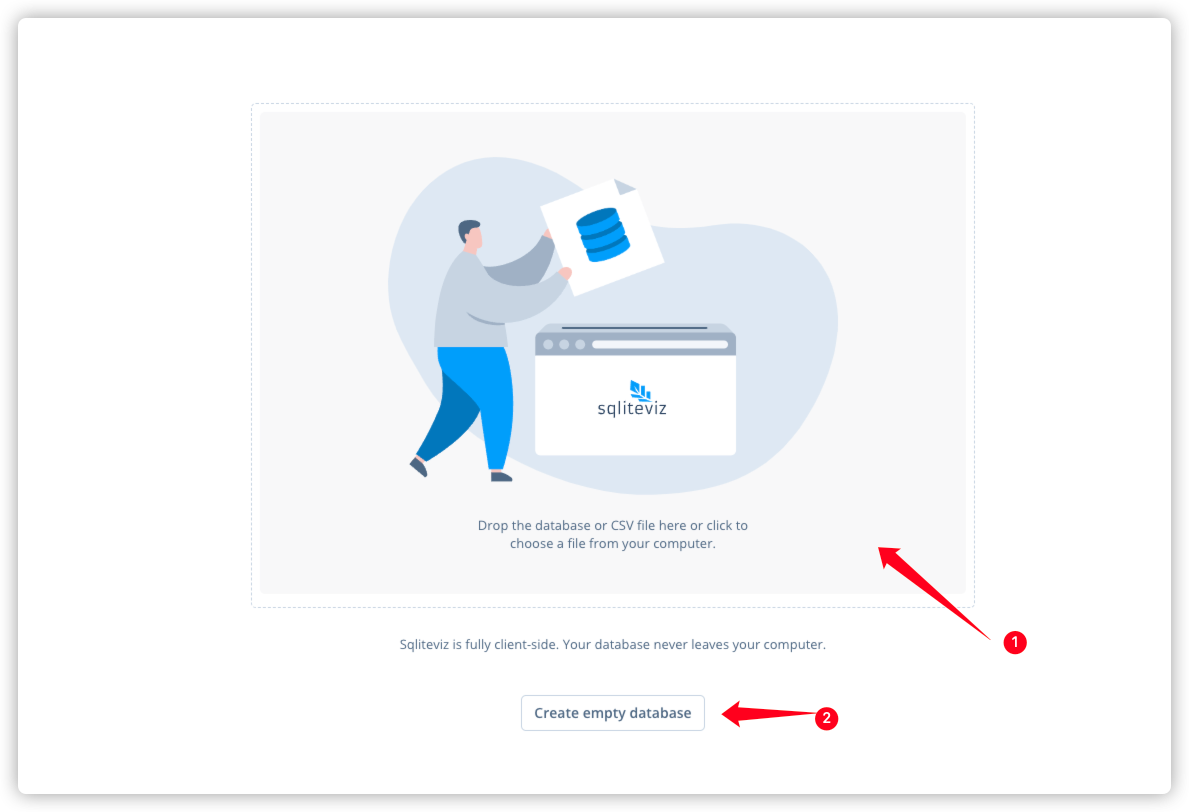 sqliteviz
Drop the database or CSV file here or click to
choose a file from your computer.
1
Sqliteviz is fully client-side. Your database never leaves your computer.
Create empty database
2